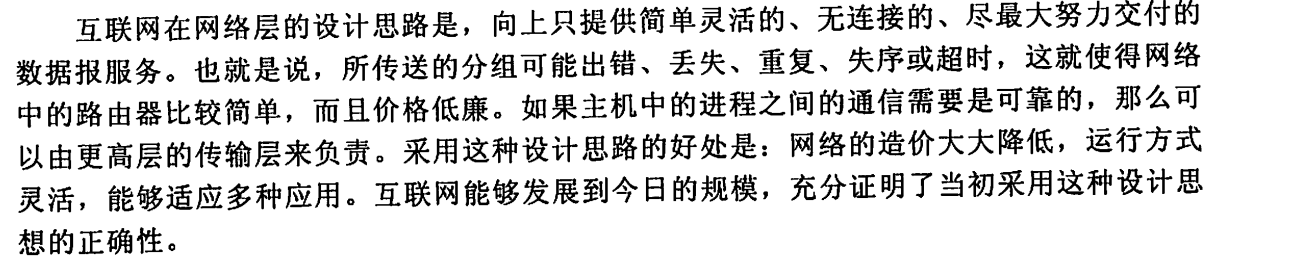 互联网在网络层的设计思路是，向上只提供简单灵活的、无连接的、尽最大努力交付的
数据报服务。也就是说，所传送的分组可能出错、丢失、重复、失序或超时，这就使得网络
中的路由器比较简单，而且价格低廉。如果主机中的进程之间的通信需要是可靠的，那么可
以由更高层的传输层来负责。采用这种设计思路的好处是：网络的造价大大降低，运行方式
灵活，能够适应多种应用。互联网能够发展到今日的规模，充分证明了当初采用这种设计思
想的正确性。